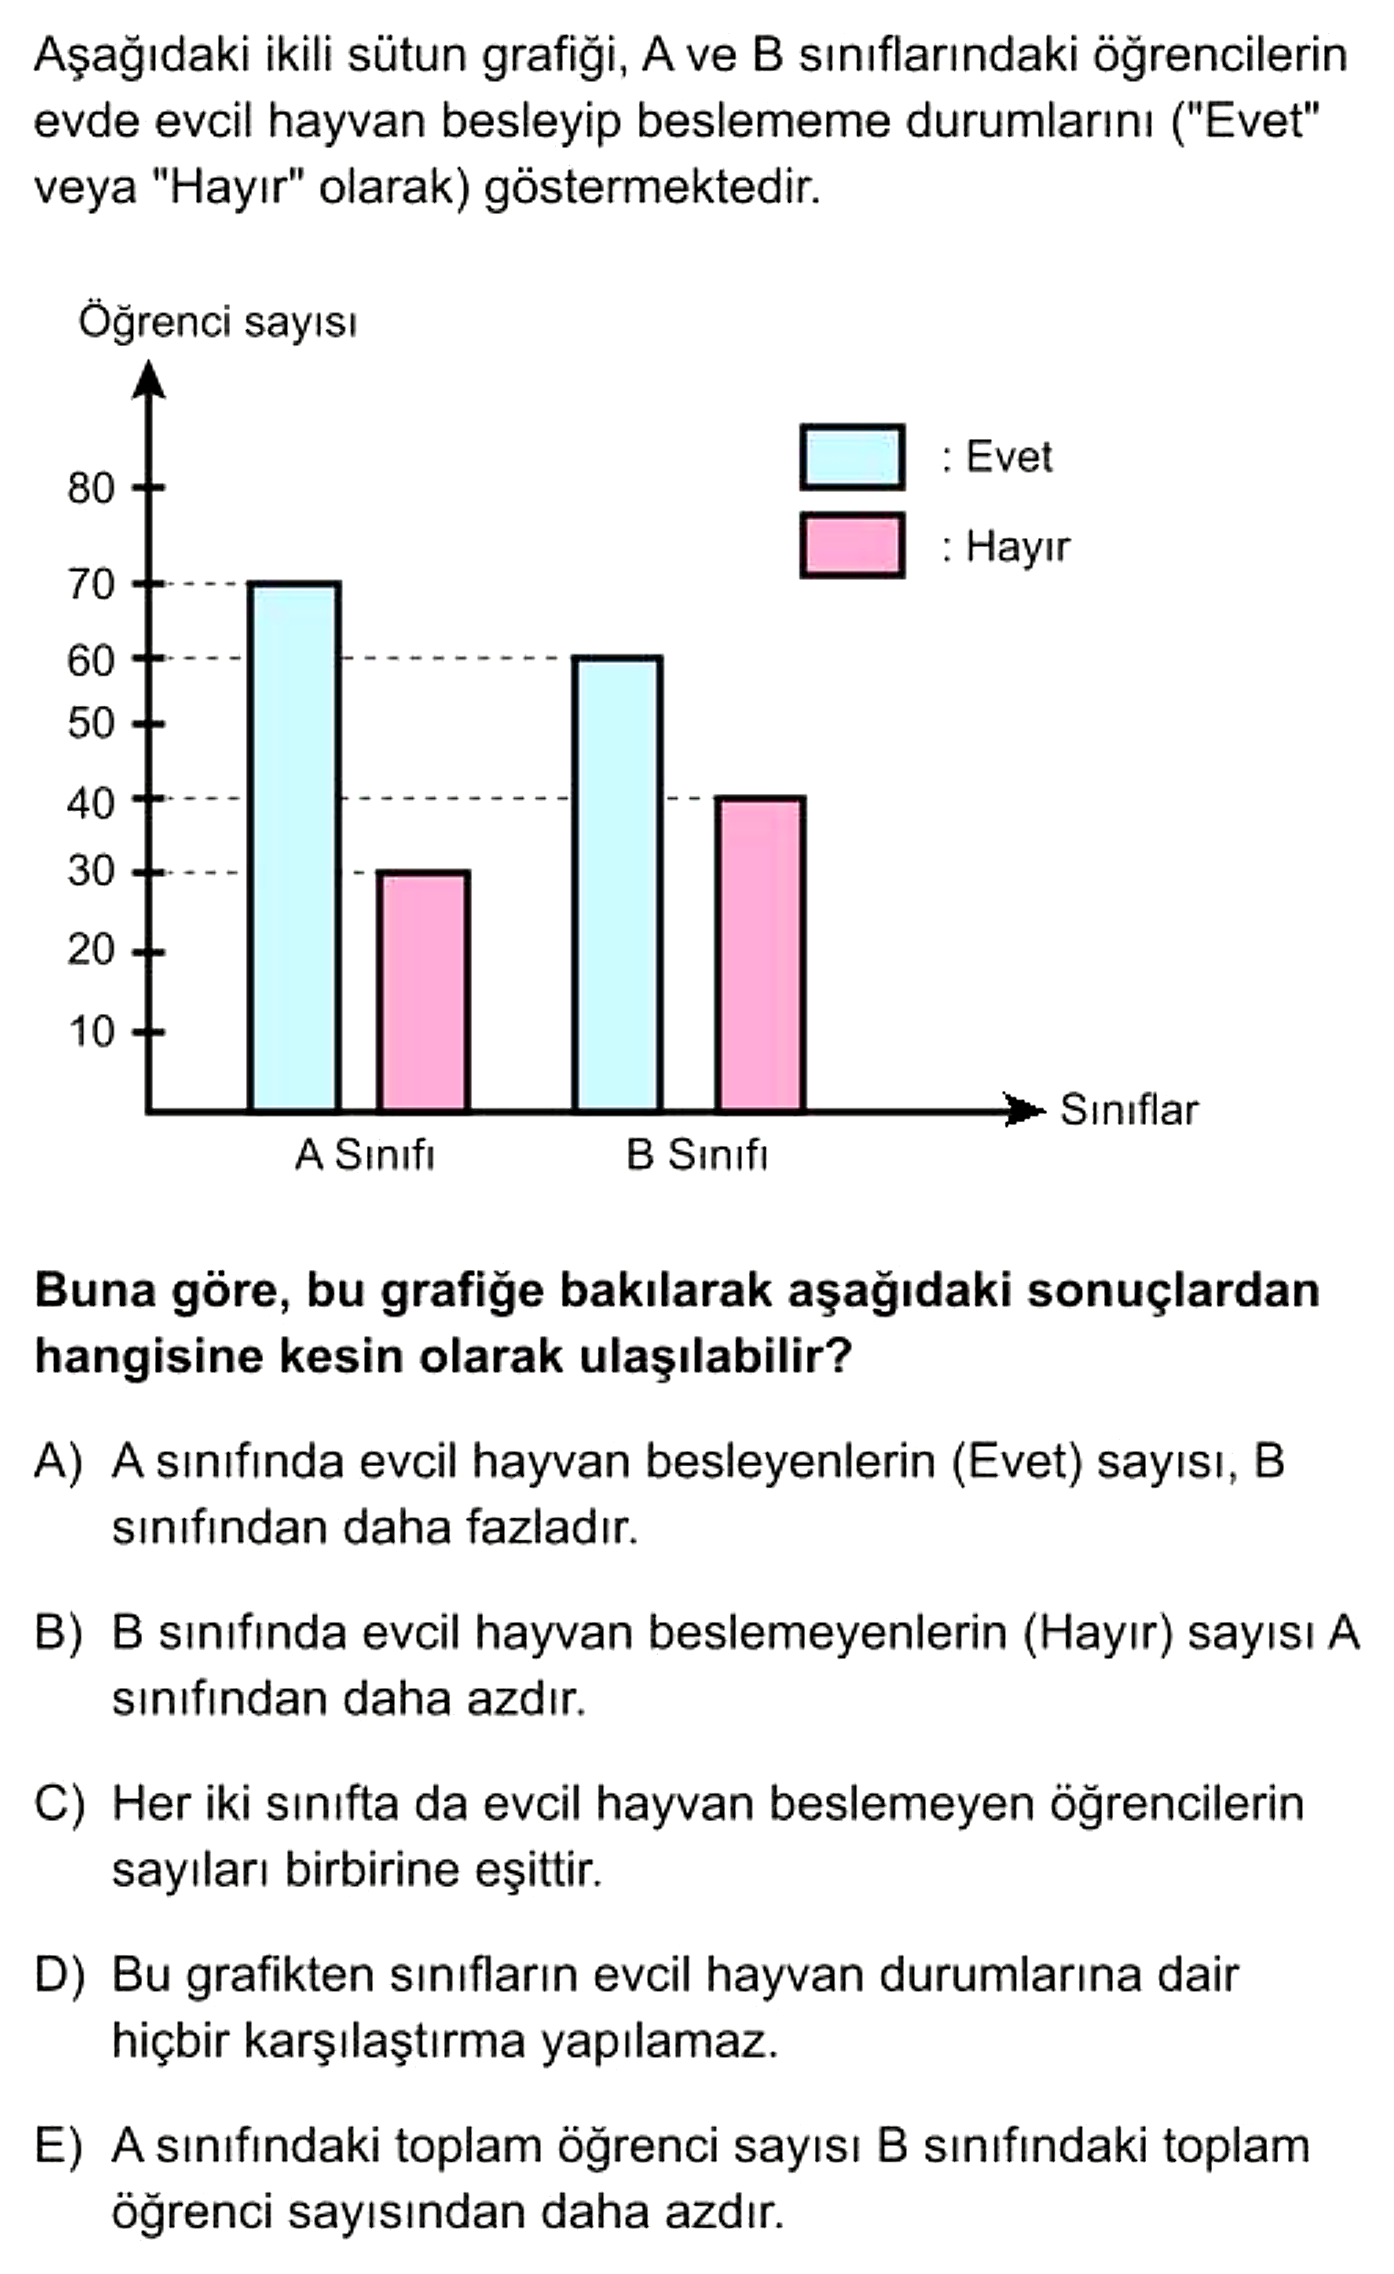 Aşağıdaki ikili sütun grafiği, A ve B sınıflarındaki öğrencilerin
evde evcil hayvan besleyip beslememe durumlarını ("Evet"
veya "Hayır" olarak) göstermektedir.
Öğrenci sayısı
: Evet
: Hayır
80
70
60
50
40
30
20
10
Sınıflar
A Sınıfı
B Sınıfı
Buna göre, bu grafiğe bakılarak aşağıdaki sonuçlardan
hangisine kesin olarak ulaşılabilir?
A) A sınıfında evcil hayvan besleyenlerin (Evet) sayısı, B
sınıfından daha fazladır.
B) B sınıfında evcil hayvan beslemeyenlerin (Hayır) sayısı A
sınıfından daha azdır.
C) Her iki sınıfta da evcil hayvan beslemeyen öğrencilerin
sayıları birbirine eşittir.
D) Bu grafikten sınıfların evcil hayvan durumlarına dair
hiçbir karşılaştırma yapılamaz.
E) A sınıfındaki toplam öğrenci sayısı B sınıfındaki toplam
öğrenci sayısından daha azdır.